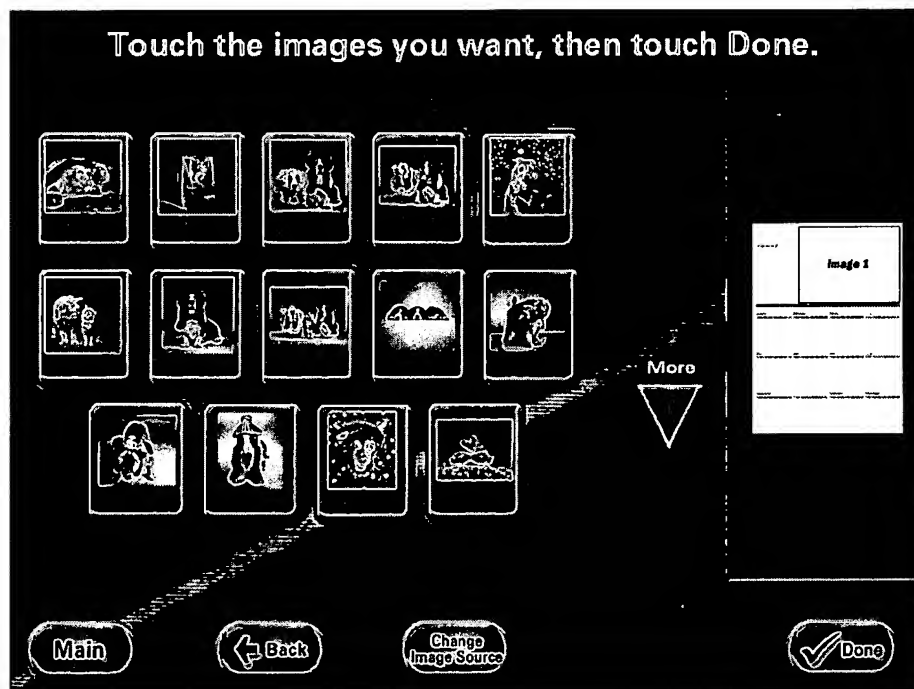 Touch the images you want, then touch Done.
Image 1
More
Main
Back
Change
Image Source
Done